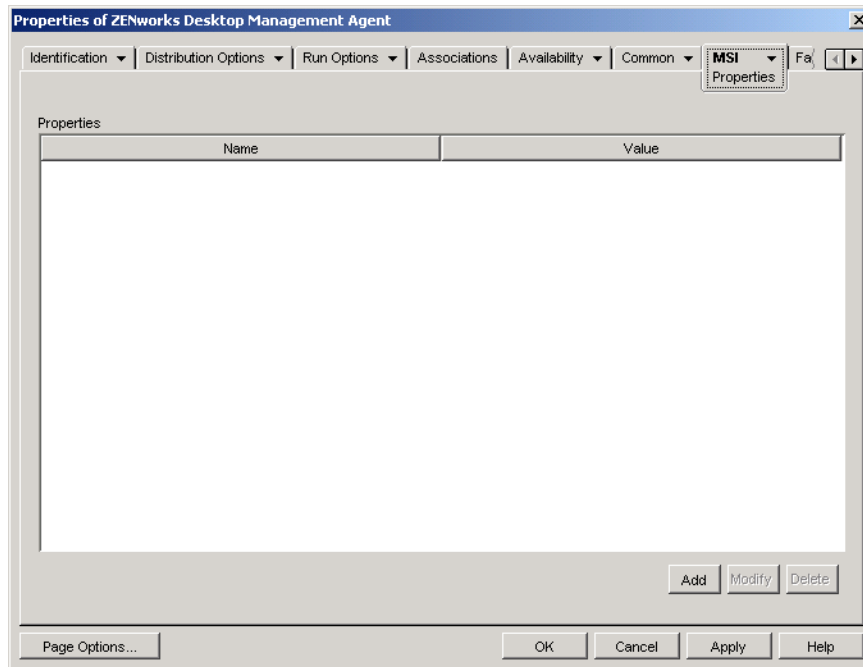 Properties of ZENworks Desktop Management Agent
Identification Distribution Options Run Options Associations Availability Common MSI Fa
Properties
Properties
Name Value
Add Modify Delete
Page Options... OK Cancel Apply Help